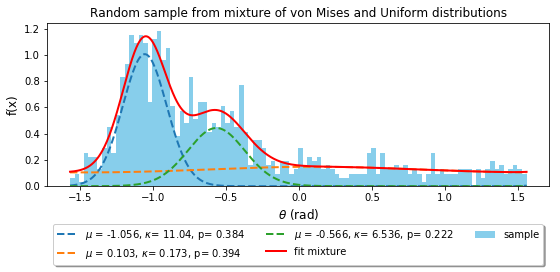 Random sample from mixture of von Mises and Uniform distributions
f(x)
1.2
1.0
0.8
0.6
0.4
0.2
0.0
−1.5 −1.0 −0.5 0.0 0.5 1.0 1.5
θ (rad)
μ = -1.056, κ= 11.04, p= 0.384 μ = -0.566, κ= 6.536, p= 0.222 sample
μ = 0.103, κ= 0.173, p= 0.394 fit mixture